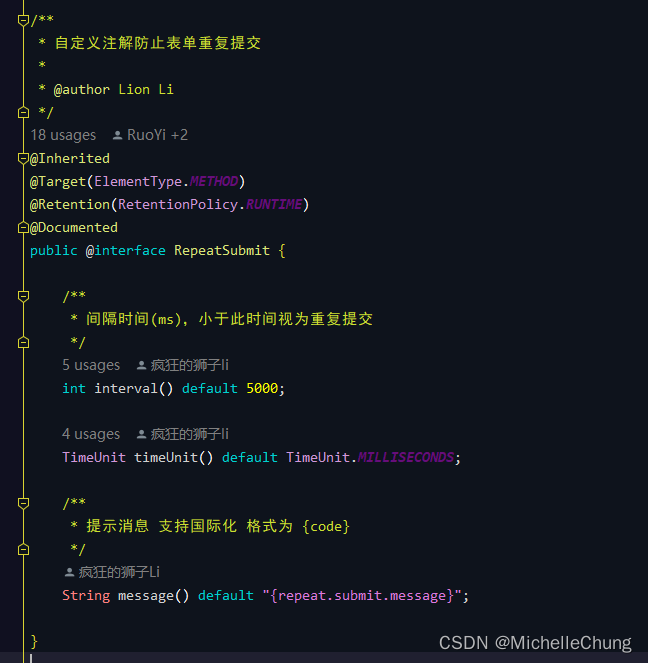 /**
 * 自定义注解防止表单重复提交
 *
 * @author Lion Li
 */
18 usages RuoYi +2
@Inherited
@Target(ElementType.METHOD)
@Retention(RetentionPolicy.RUNTIME)
@Documented
public @interface RepeatSubmit {
/**
 * 间隔时间(ms)，小于此时间视为重复提交
 */
5 usages 疯狂的狮子li
int interval() default 5000;
4 usages 疯狂的狮子li
TimeUnit timeUnit() default TimeUnit.MILLISECONDS;
/**
 * 提示消息 支持国际化 格式为 {code}
 */
疯狂的狮子Li
String message() default "{repeat.submit.message}";
}
CSDN @MichelleChung